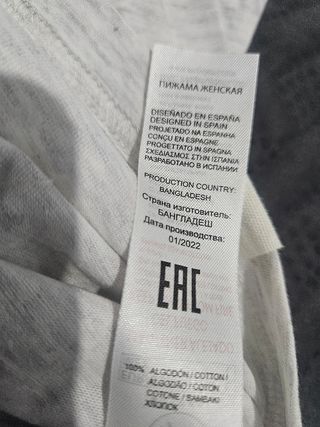 ПИЖАМА ЖЕНСКАЯ
DISEÑADO EN ESPAÑA
DESIGNED IN SPAIN
PROJETADO NA ESPANHA
CONÇU EN ESPAGNE
PROGETTATO IN SPAGNA
ΣΧΕΔΙΑΣΜΟΣ ΣΤΗΝ ΙΣΠΑΝΙΑ
РАЗРАБОТАНО В ИСПАНИИ
PRODUCTION COUNTRY:
BANGLADESH
Страна изготовитель:
БАНГЛАДЕШ
Дата производства:
01/2022
EAC
100% ALGODÓN / COTTON /
ALGODÃO / COTON
COTONE / ΒΑΜΒΑΚΙ
ХЛОПОК